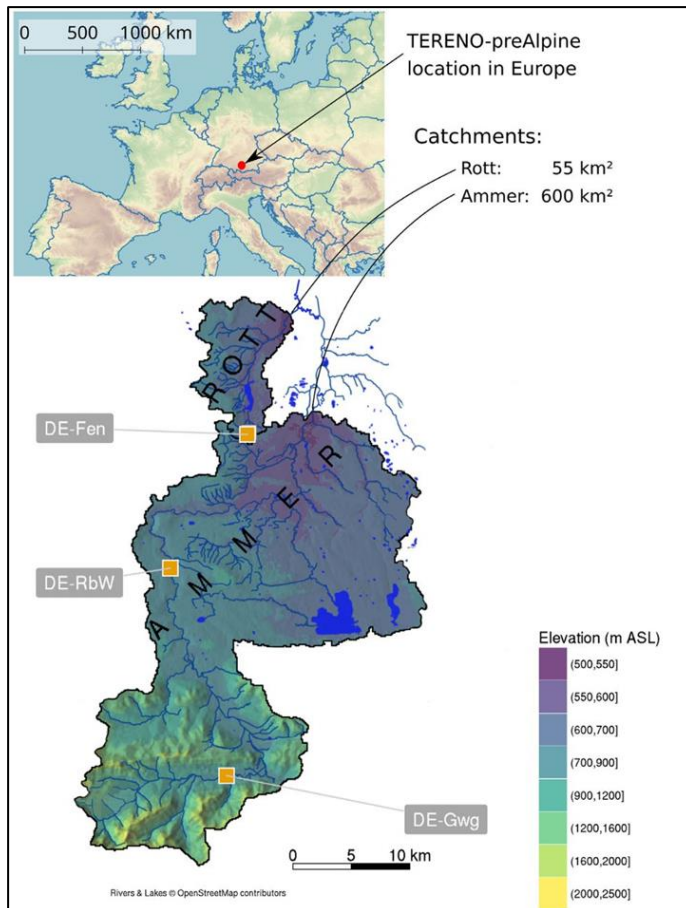 0 500 1000 km
TERENO-preAlpine
location in Europe
Catchments:
Rott: 55 km²
Ammer: 600 km²
ROTT
DE-Fen
AMMER
DE-RbW
DE-Gwg
Elevation (m ASL)
(500,550]
(550,600]
(600,700]
(700,900]
(900,1200]
(1200,1600]
(1600,2000]
(2000,2500]
0 5 10 km
Rivers & Lakes © OpenStreetMap contributors